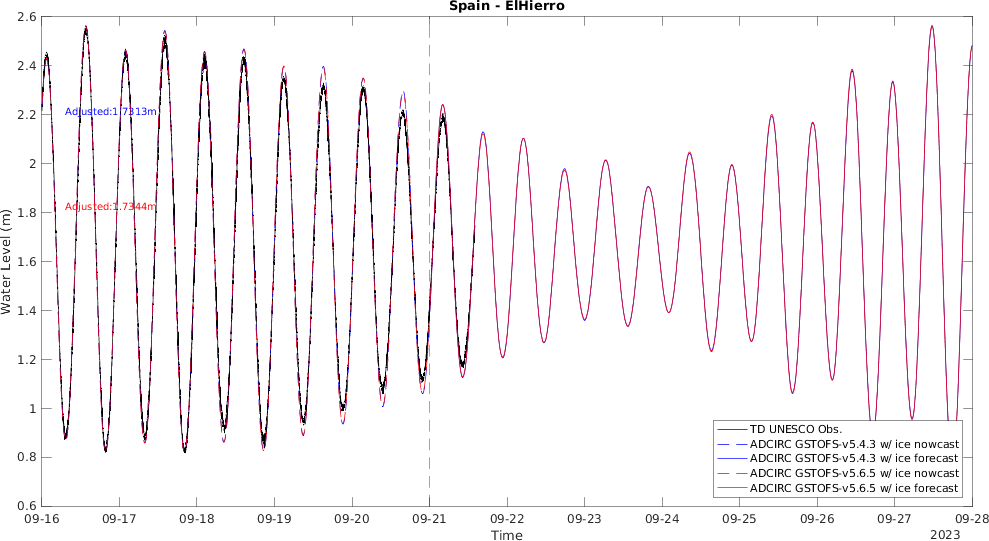 Spain - ElHierro
2.6
2.4
2.2
2
1.8
1.6
1.4
1.2
1
0.8
0.6
Water Level (m)
Adjusted:1.7313m
Adjusted:1.7344m
TD UNESCO Obs.
ADCIRC GSTOFS-v5.4.3 w/ ice nowcast
ADCIRC GSTOFS-v5.4.3 w/ ice forecast
ADCIRC GSTOFS-v5.6.5 w/ ice nowcast
ADCIRC GSTOFS-v5.6.5 w/ ice forecast
09-16 09-17 09-18 09-19 09-20 09-21 09-22 09-23 09-24 09-25 09-26 09-27 09-28
Time 2023